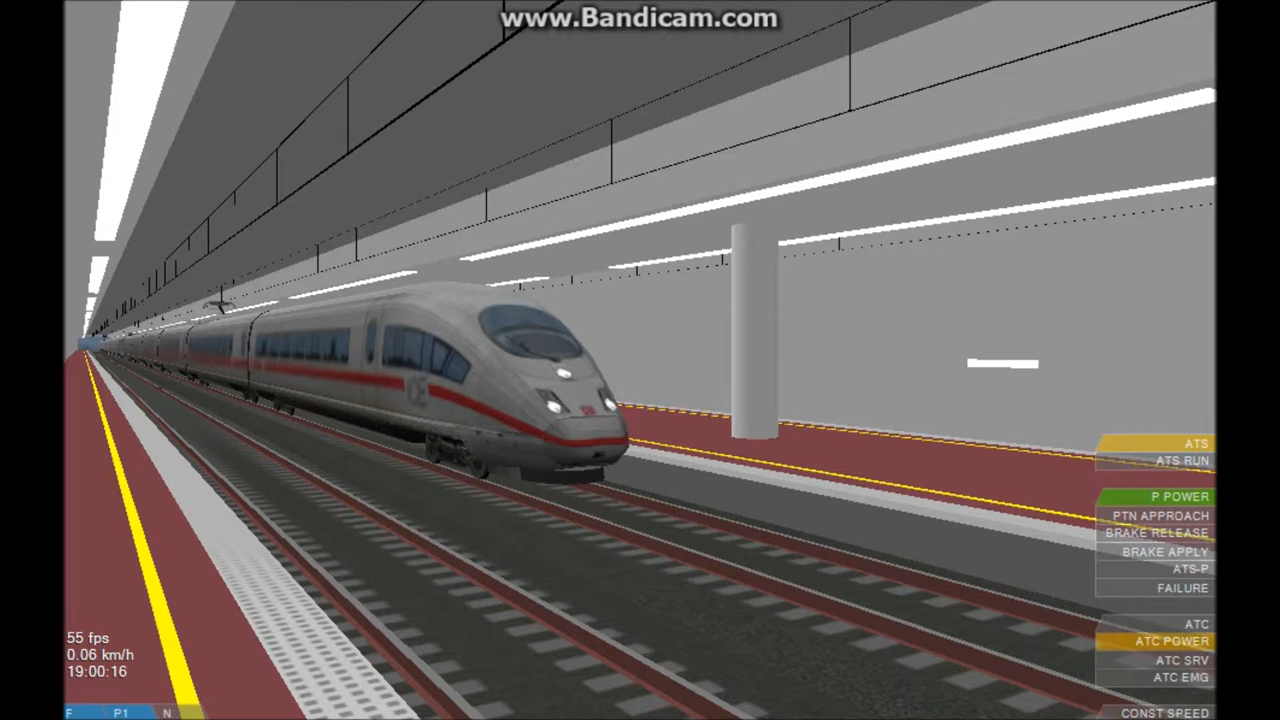 www.Bandicam.com
ICE
ATS
ATS RUN
P POWER
PTN APPROACH
BRAKE RELEASE
BRAKE APPLY
ATS-P
FAILURE
ATC
ATC POWER
ATC SRV
ATC EMG
CONST SPEED
55 fps
0.06 km/h
19:00:16
F P1 N